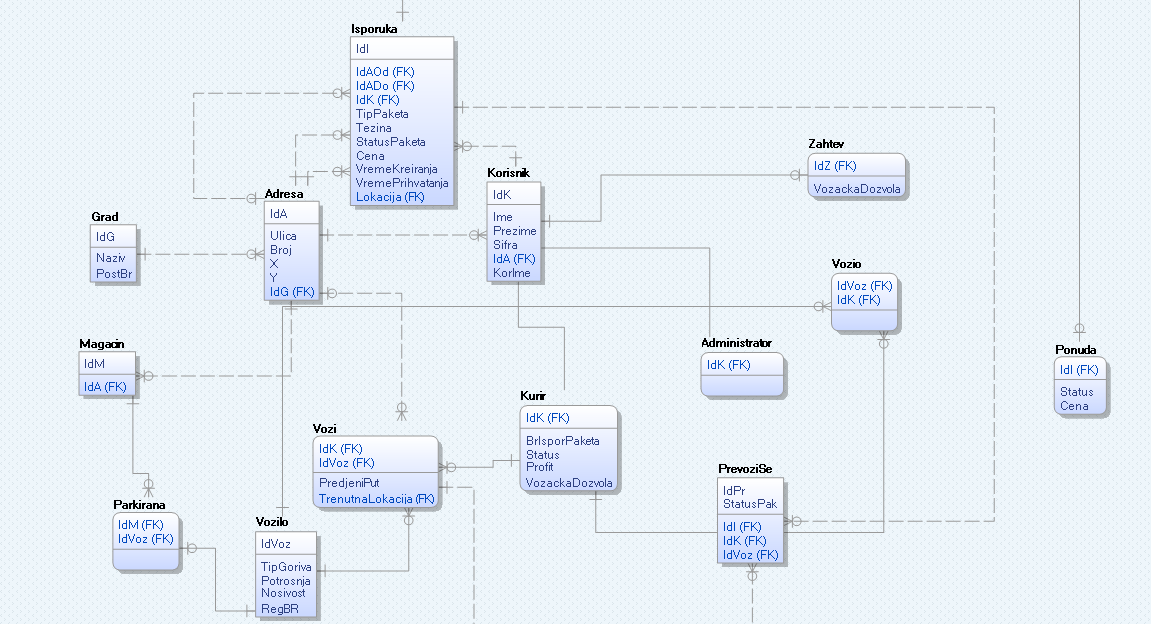 Isporuka
IdI
IdAOd (FK)
IdADo (FK)
IdK (FK)
TipPaketa
Tezina
StatusPaketa
Cena
VremeKreiranja
VremePrihvatanja
Lokacija (FK)
Zahtev
IdZ (FK)
VozackaDozvola
Korisnik
IdK
Ime
Prezime
Sifra
IdA (FK)
KorIme
Adresa
IdA
Ulica
Broj
X
Y
IdG (FK)
Grad
IdG
Naziv
PostBr
Vozio
IdVoz (FK)
IdK (FK)
Magacin
IdM
IdA (FK)
Administrator
IdK (FK)
Ponuda
IdI (FK)
Status
Cena
Kurir
IdK (FK)
BrIsporPaketa
Status
Profit
VozackaDozvola
Vozi
IdK (FK)
IdVoz (FK)
PredjeniPut
TrenutnaLokacija (FK)
PrevoziSe
IdPr
StatusPak
IdI (FK)
IdK (FK)
IdVoz (FK)
Parkirana
IdM (FK)
IdVoz (FK)
Vozilo
IdVoz
TipGoriva
Potrosnja
Nosivost
RegBR